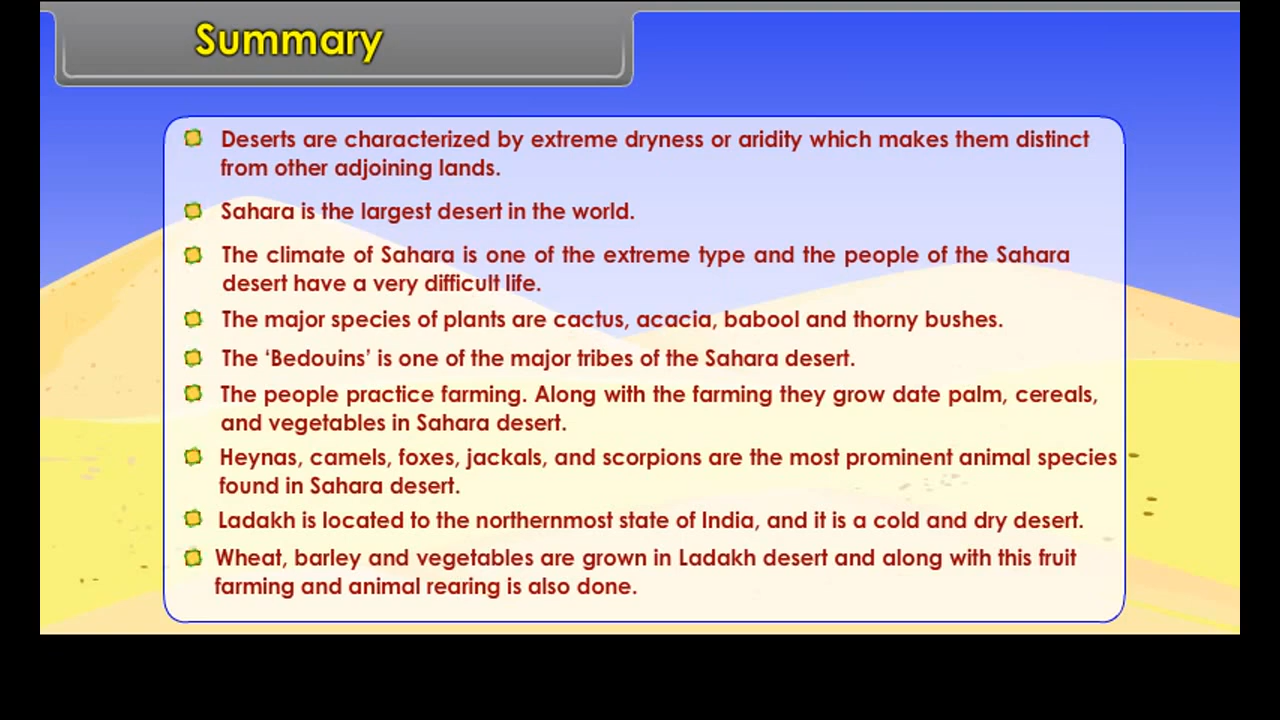 Summary
Deserts are characterized by extreme dryness or aridity which makes them distinct
from other adjoining lands.
Sahara is the largest desert in the world.
The climate of Sahara is one of the extreme type and the people of the Sahara
desert have a very difficult life.
The major species of plants are cactus, acacia, babool and thorny bushes.
The ‘Bedouins’ is one of the major tribes of the Sahara desert.
The people practice farming. Along with the farming they grow date palm, cereals,
and vegetables in Sahara desert.
Heynas, camels, foxes, jackals, and scorpions are the most prominent animal species
found in Sahara desert.
Ladakh is located to the northernmost state of India, and it is a cold and dry desert.
Wheat, barley and vegetables are grown in Ladakh desert and along with this fruit
farming and animal rearing is also done.